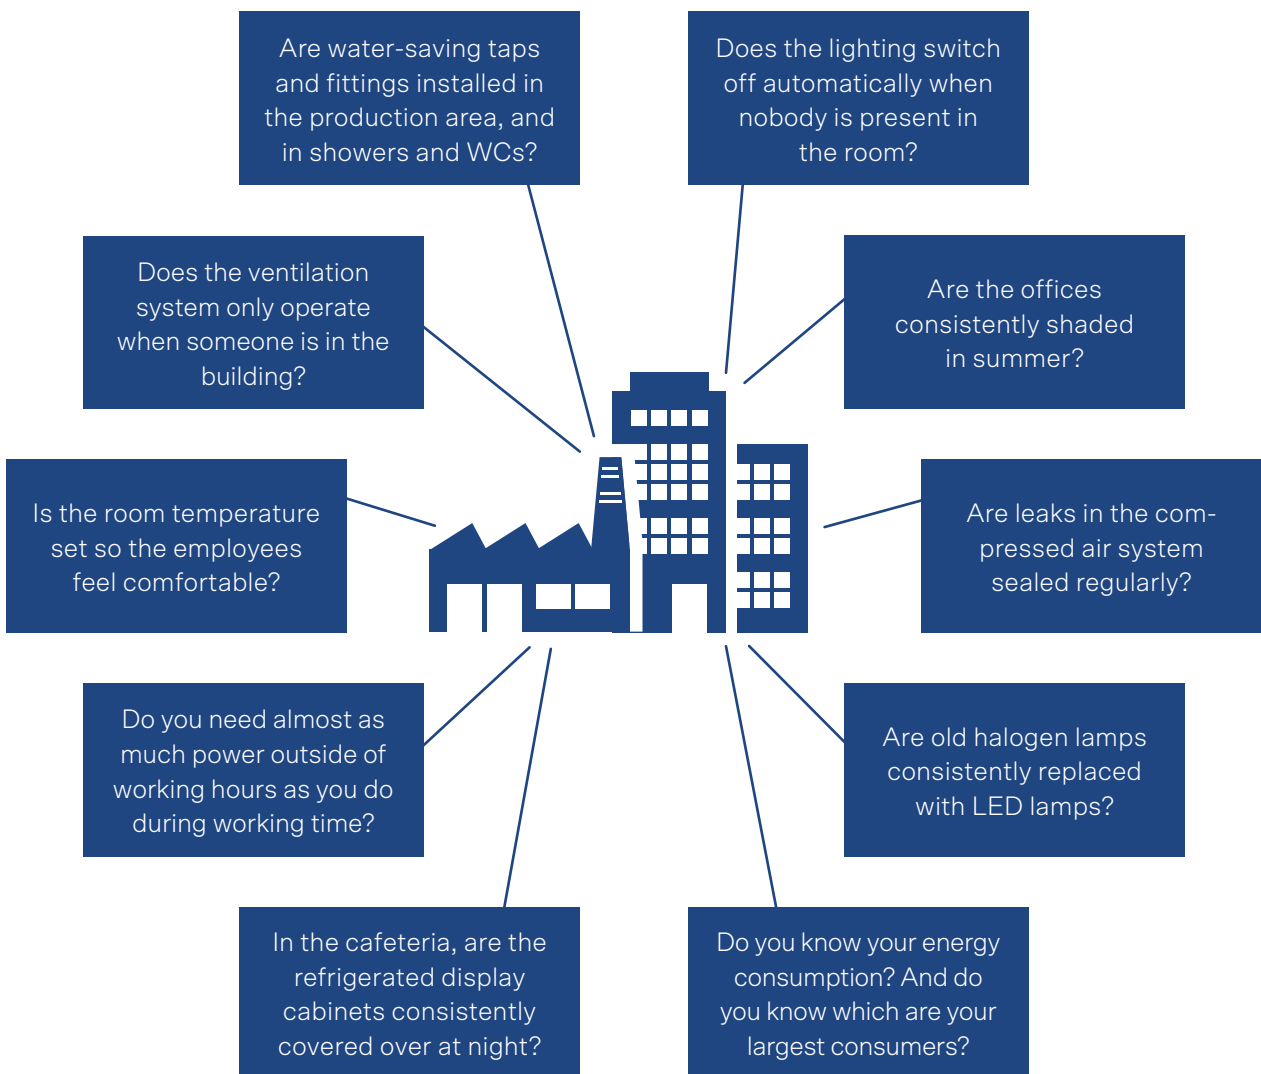 Are water-saving taps
and fittings installed in
the production area, and
in showers and WCs?
Does the lighting switch
off automatically when
nobody is present in
the room?
Does the ventilation
system only operate
when someone is in the
building?
Are the offices
consistently shaded
in summer?
Is the room temperature
set so the employees
feel comfortable?
Are leaks in the com-
pressed air system
sealed regularly?
Do you need almost as
much power outside of
working hours as you do
during working time?
Are old halogen lamps
consistently replaced
with LED lamps?
In the cafeteria, are the
refrigerated display
cabinets consistently
covered over at night?
Do you know your energy
consumption? And do
you know which are your
largest consumers?